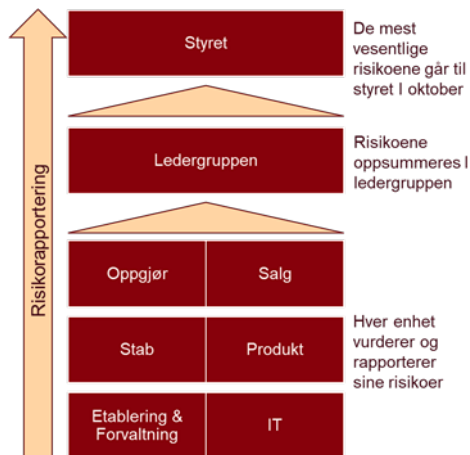 Styret
De mest
vesentlige
risikoene går til
styret I oktober
Ledergruppen
Risikoene
oppsummeres I
ledergruppen
Risikorapportering
Oppgjør
Salg
Stab
Produkt
Etablering &
Forvaltning
IT
Hver enhet
vurderer og
rapporterer
sine risikoer